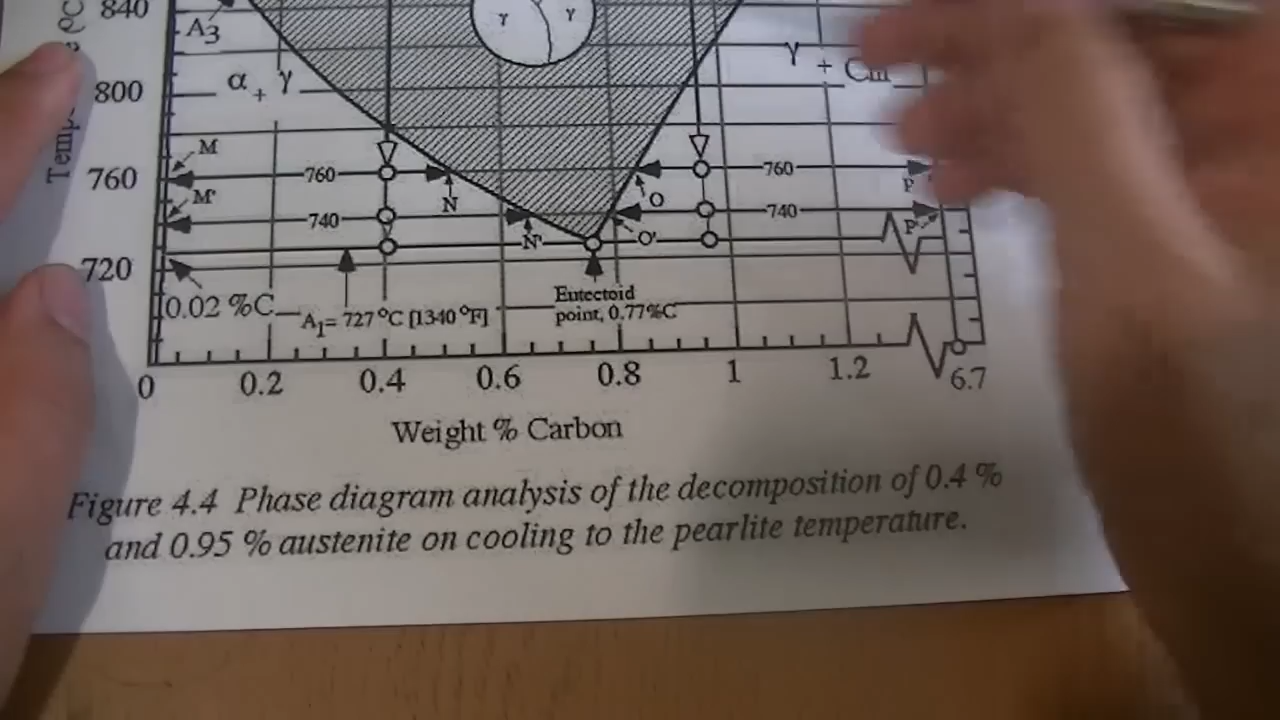 840
A3
γ γ
γ + Cm
α + γ
800
Temp
(°C
M
760
760
760
P
M'
N
O
740
740
N'
O'
P'
720
0.02 %C
A1= 727 °C [1340 °F]
Eutectoid
point, 0.77%C
0 0.2 0.4 0.6 0.8 1 1.2 6.7
Weight % Carbon
Figure 4.4 Phase diagram analysis of the decomposition of 0.4 %
and 0.95 % austenite on cooling to the pearlite temperature.